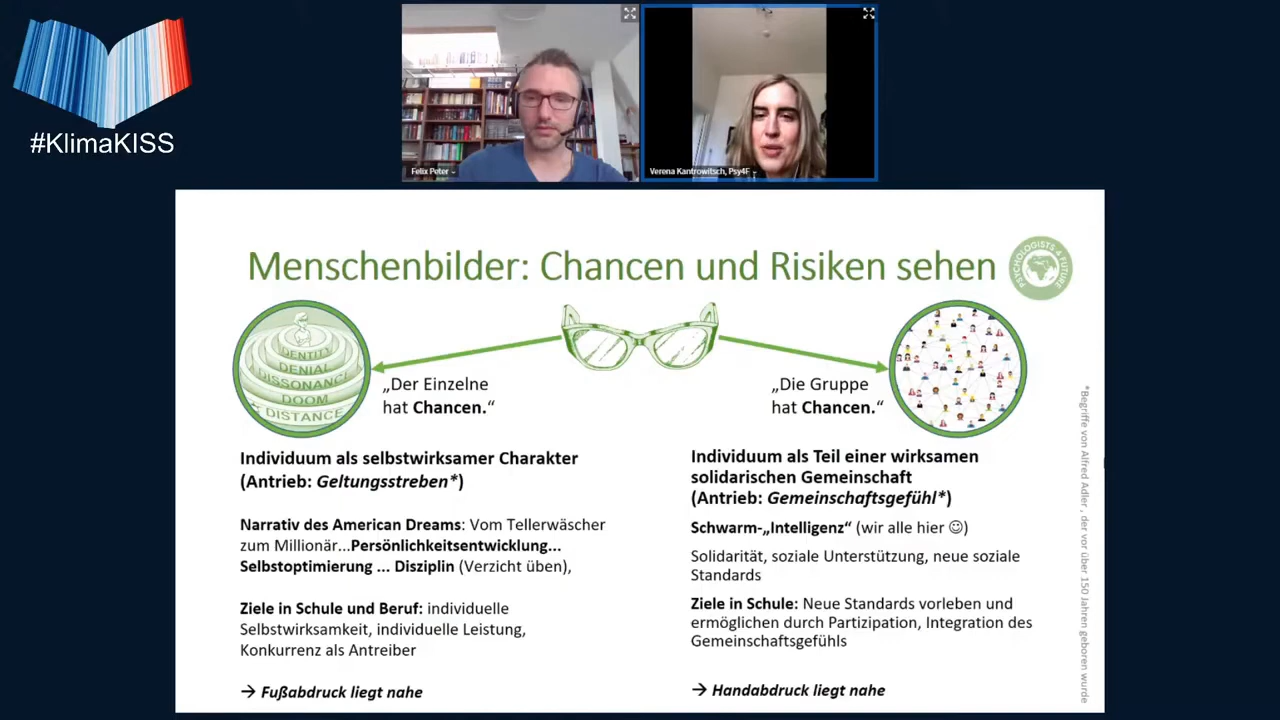 #KlimaKISS
Felix Peter
Verena Kantrowitsch, Psy4F
Menschenbilder: Chancen und Risiken sehen
PSYCHOLOGISTS 4 FUTURE
IDENTITY
DENIAL
DISSONANCE
DOOM
DISTANCE
„Der Einzelne
hat Chancen.“
„Die Gruppe
hat Chancen.“
Individuum als selbstwirksamer Charakter
(Antrieb: Geltungsstreben*)
Narrativ des American Dreams: Vom Tellerwäscher
zum Millionär...Persönlichkeitsentwicklung...
Selbstoptimierung ... Disziplin (Verzicht üben),
Ziele in Schule und Beruf: individuelle
Selbstwirksamkeit, individuelle Leistung,
Konkurrenz als Antreiber
→ Fußabdruck liegt nahe
Individuum als Teil einer wirksamen
solidarischen Gemeinschaft
(Antrieb: Gemeinschaftsgefühl*)
Schwarm-„Intelligenz“ (wir alle hier ☺)
Solidarität, soziale Unterstützung, neue soziale
Standards
Ziele in Schule: Neue Standards vorleben und
ermöglichen durch Partizipation, Integration des
Gemeinschaftsgefühls
→ Handabdruck liegt nahe
*Begriffe von Alfred Adler , der vor über 150 Jahren geboren wurde